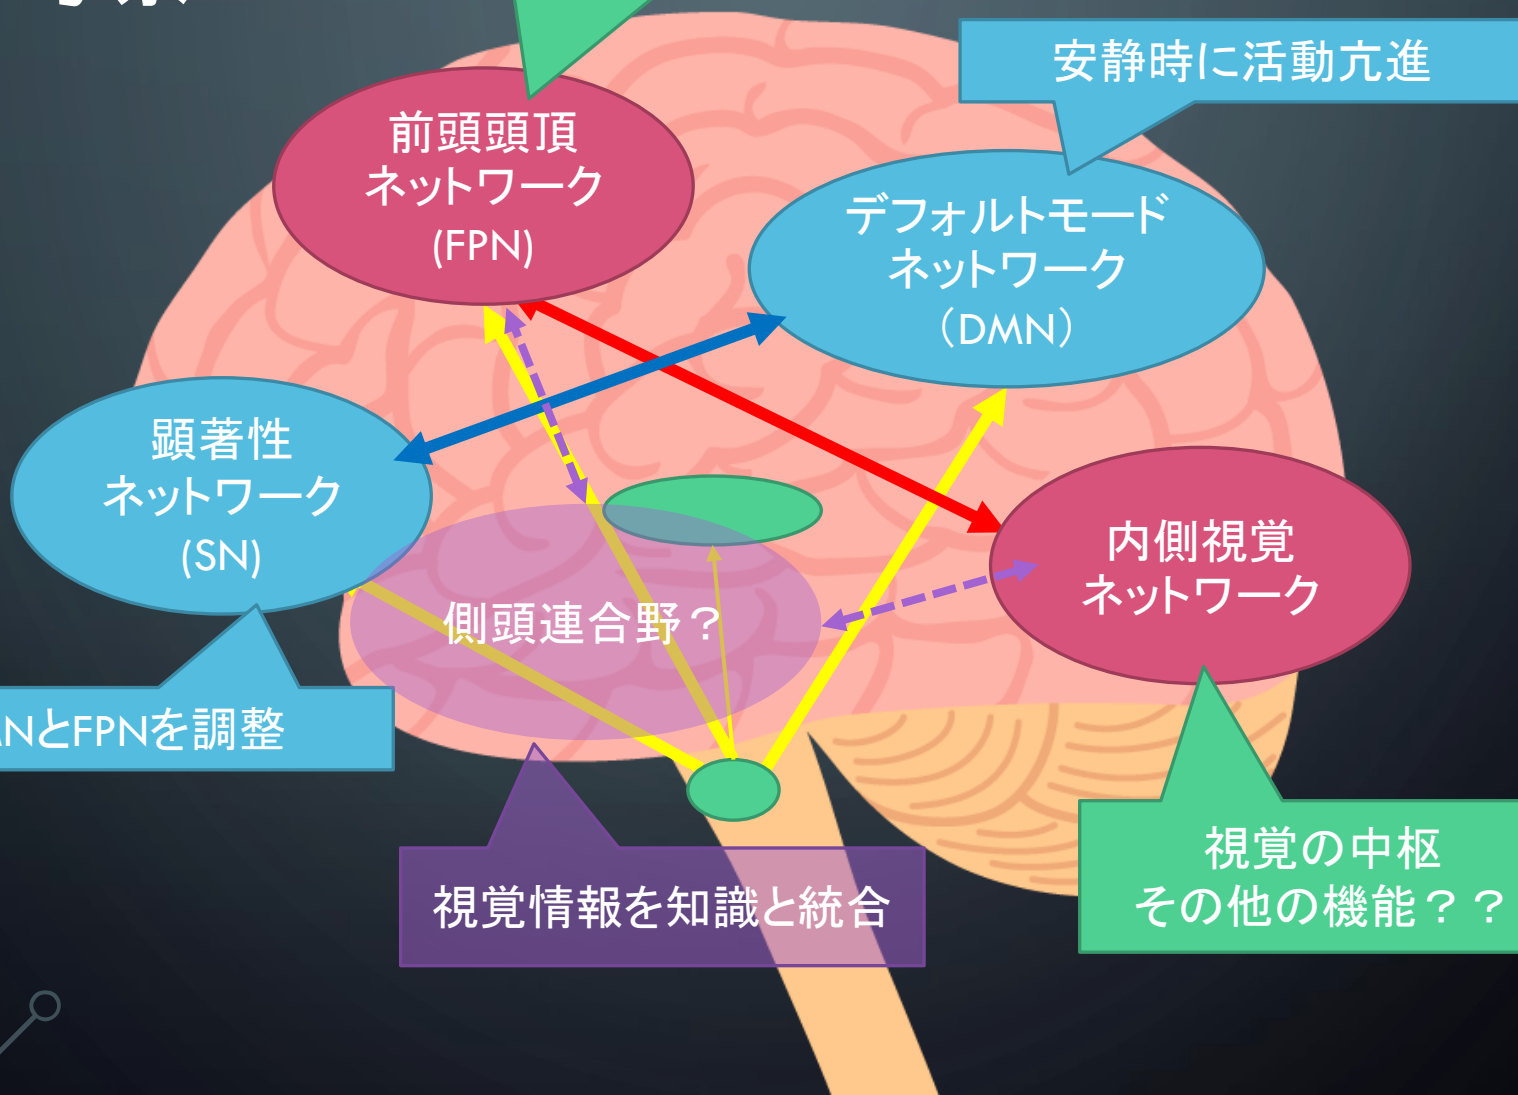 安静時に活動亢進
前頭頭頂
ネットワーク
(FPN)
デフォルトモード
ネットワーク
（DMN）
顕著性
ネットワーク
(SN)
内側視覚
ネットワーク
側頭連合野？
NとFPNを調整
視覚の中枢
その他の機能？？
視覚情報を知識と統合